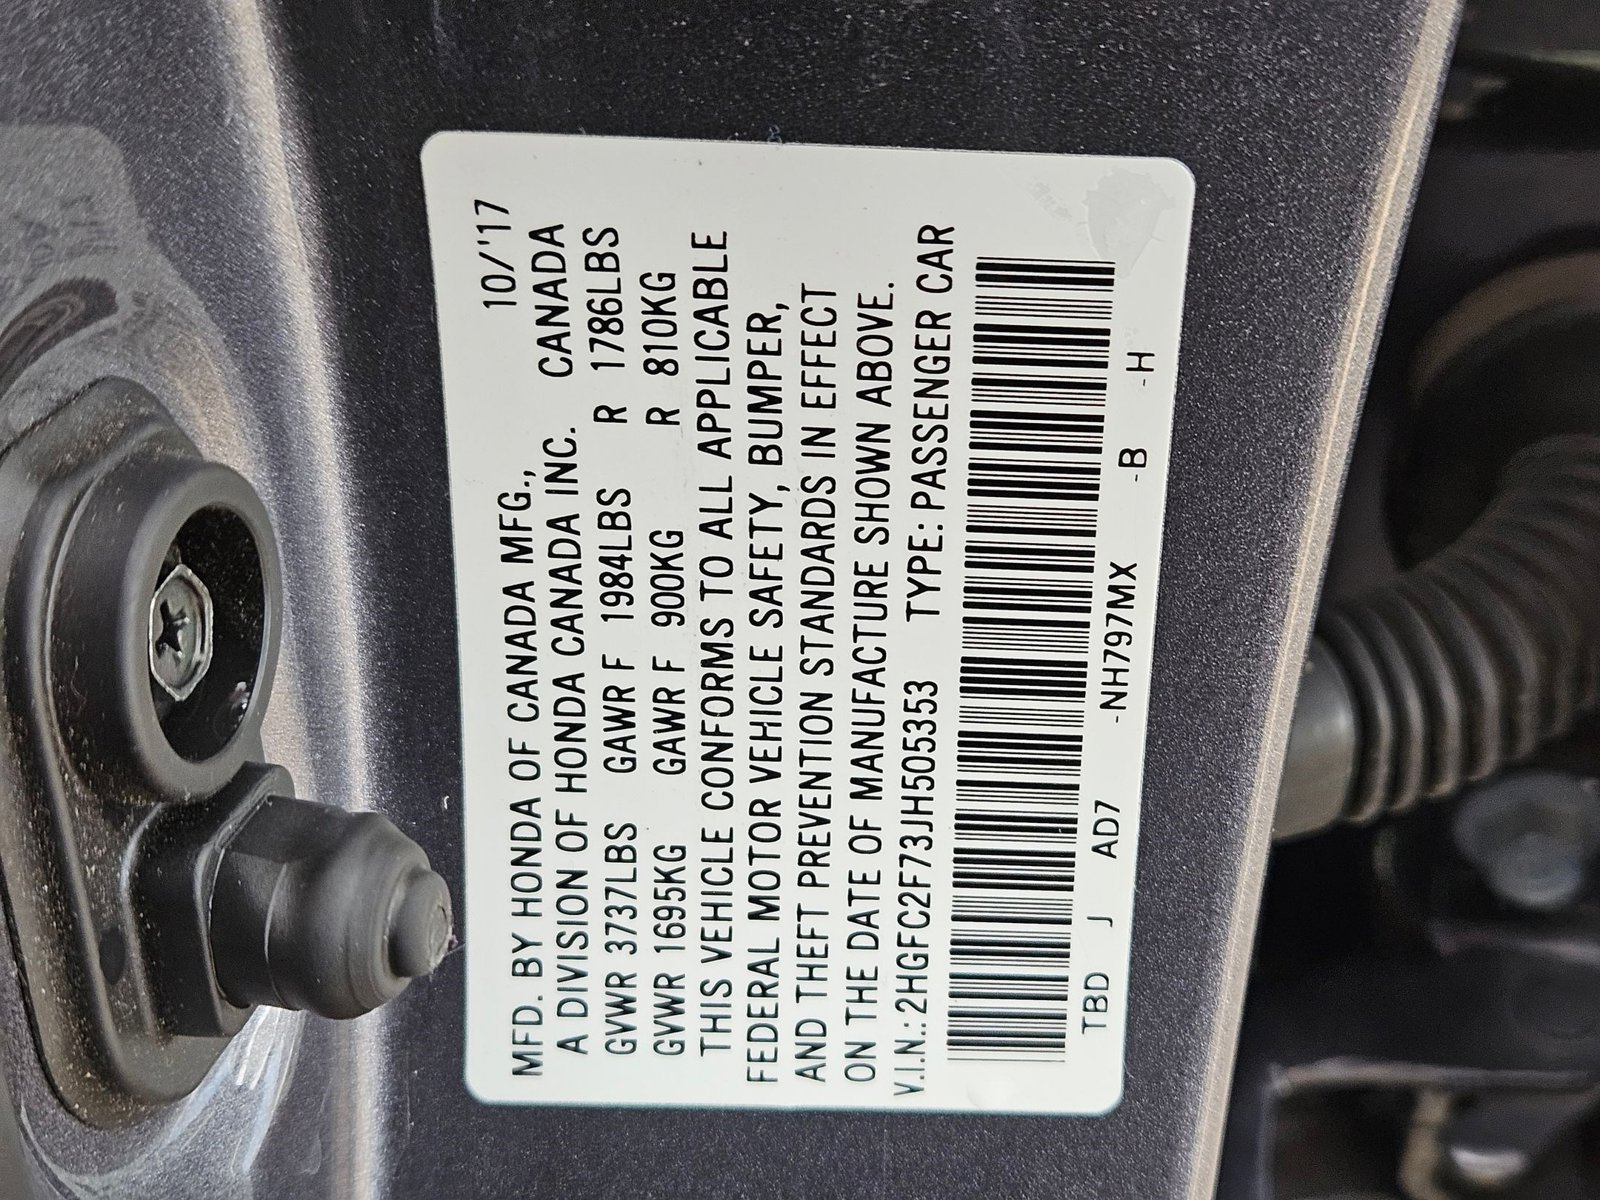 MFD. BY HONDA OF CANADA MFG., 10/'17
A DIVISION OF HONDA CANADA INC. CANADA
GVWR 3737LBS GAWR F 1984LBS R 1786LBS
GVWR 1695KG GAWR F 900KG R 810KG
THIS VEHICLE CONFORMS TO ALL APPLICABLE
FEDERAL MOTOR VEHICLE SAFETY, BUMPER,
AND THEFT PREVENTION STANDARDS IN EFFECT
ON THE DATE OF MANUFACTURE SHOWN ABOVE.
V.I.N.: 2HGFC2F73JH505353 TYPE: PASSENGER CAR
TBD J AD7 -NH797MX -B -H